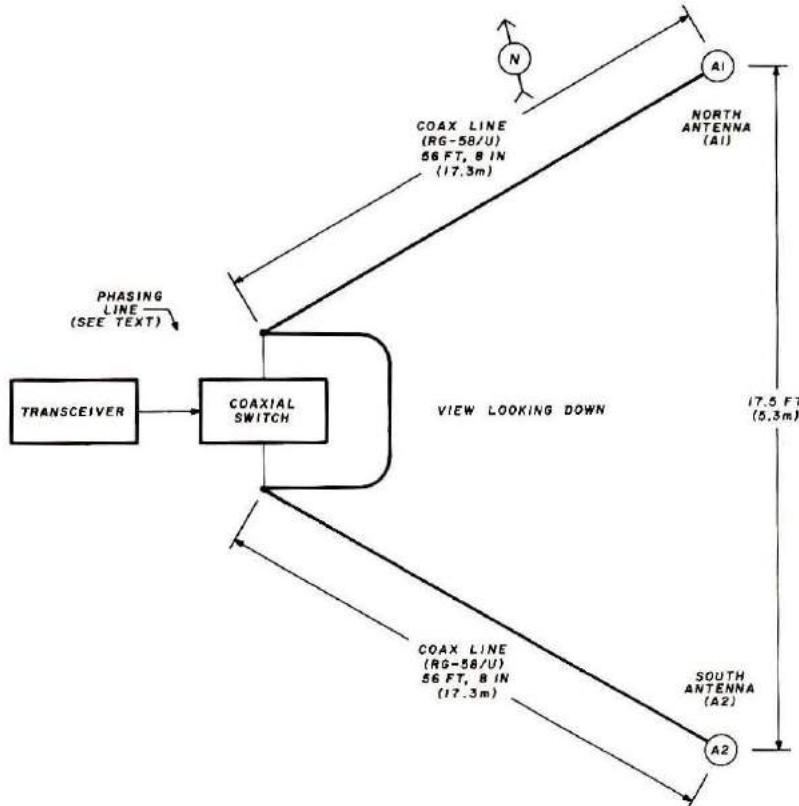 N
A1
NORTH
ANTENNA
(A1)
COAX LINE
(RG-58/U)
56 FT, 8 IN
(17.3m)
PHASING
LINE
(SEE TEXT)
TRANSCEIVER
COAXIAL
SWITCH
VIEW LOOKING DOWN
17.5 FT
(5.3m)
COAX LINE
(RG-58/U)
56 FT, 8 IN
(17.3m)
SOUTH
ANTENNA
(A2)
A2